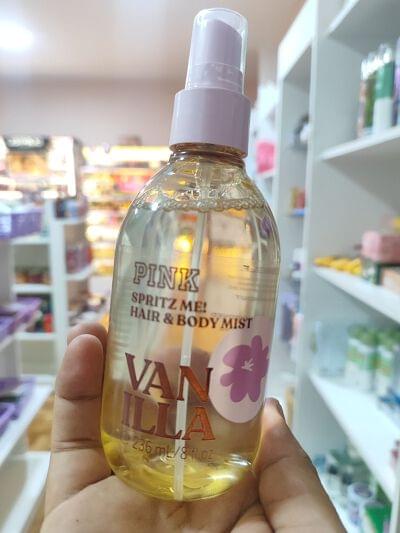 PINK
SPRITZ ME!
HAIR & BODY MIST
VAN
ILLA
236 mL/8 fl oz